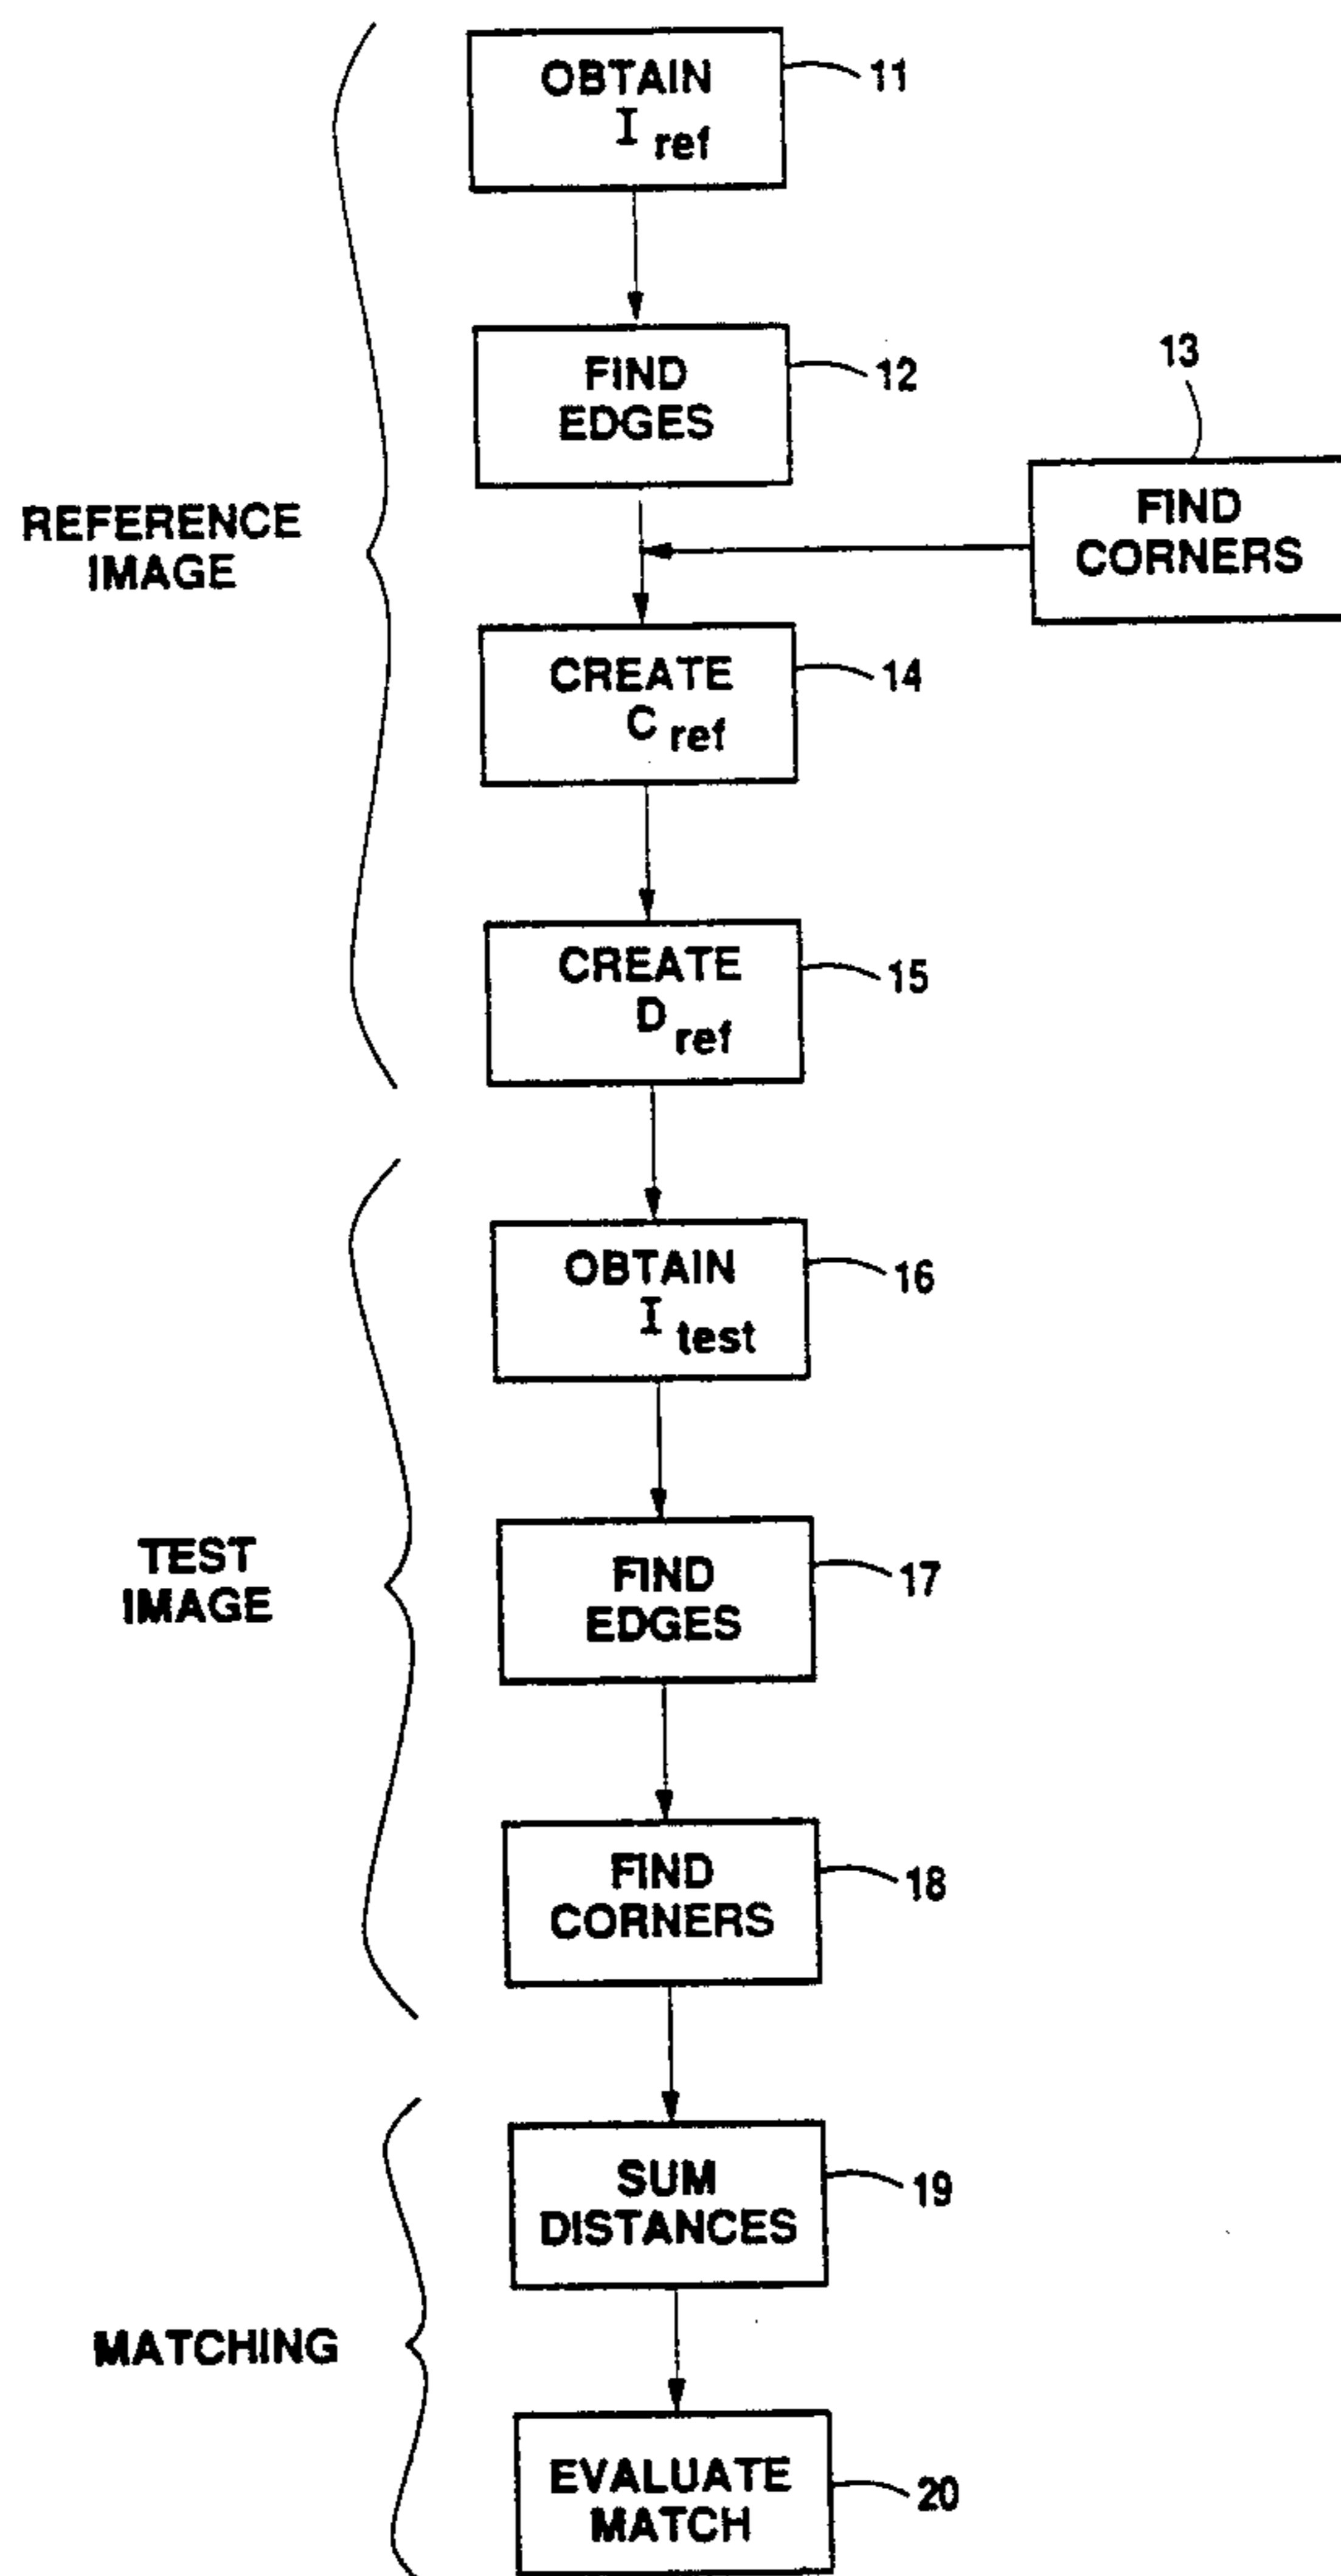 OBTAIN
I ref
11
FIND
EDGES
12
13
FIND
CORNERS
REFERENCE
IMAGE
CREATE
C ref
14
CREATE
D ref
15
OBTAIN
I test
16
TEST
IMAGE
FIND
EDGES
17
FIND
CORNERS
18
SUM
DISTANCES
19
MATCHING
EVALUATE
MATCH
20